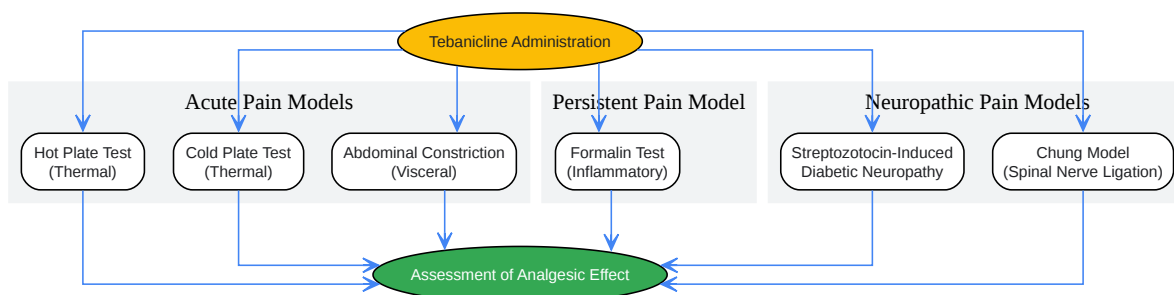 Tebanicline Administration
Acute Pain Models
Persistent Pain Model
Neuropathic Pain Models
Hot Plate Test
(Thermal)
Cold Plate Test
(Thermal)
Abdominal Constriction
(Visceral)
Formalin Test
(Inflammatory)
Streptozotocin-Induced
Diabetic Neuropathy
Chung Model
(Spinal Nerve Ligation)
Assessment of Analgesic Effect